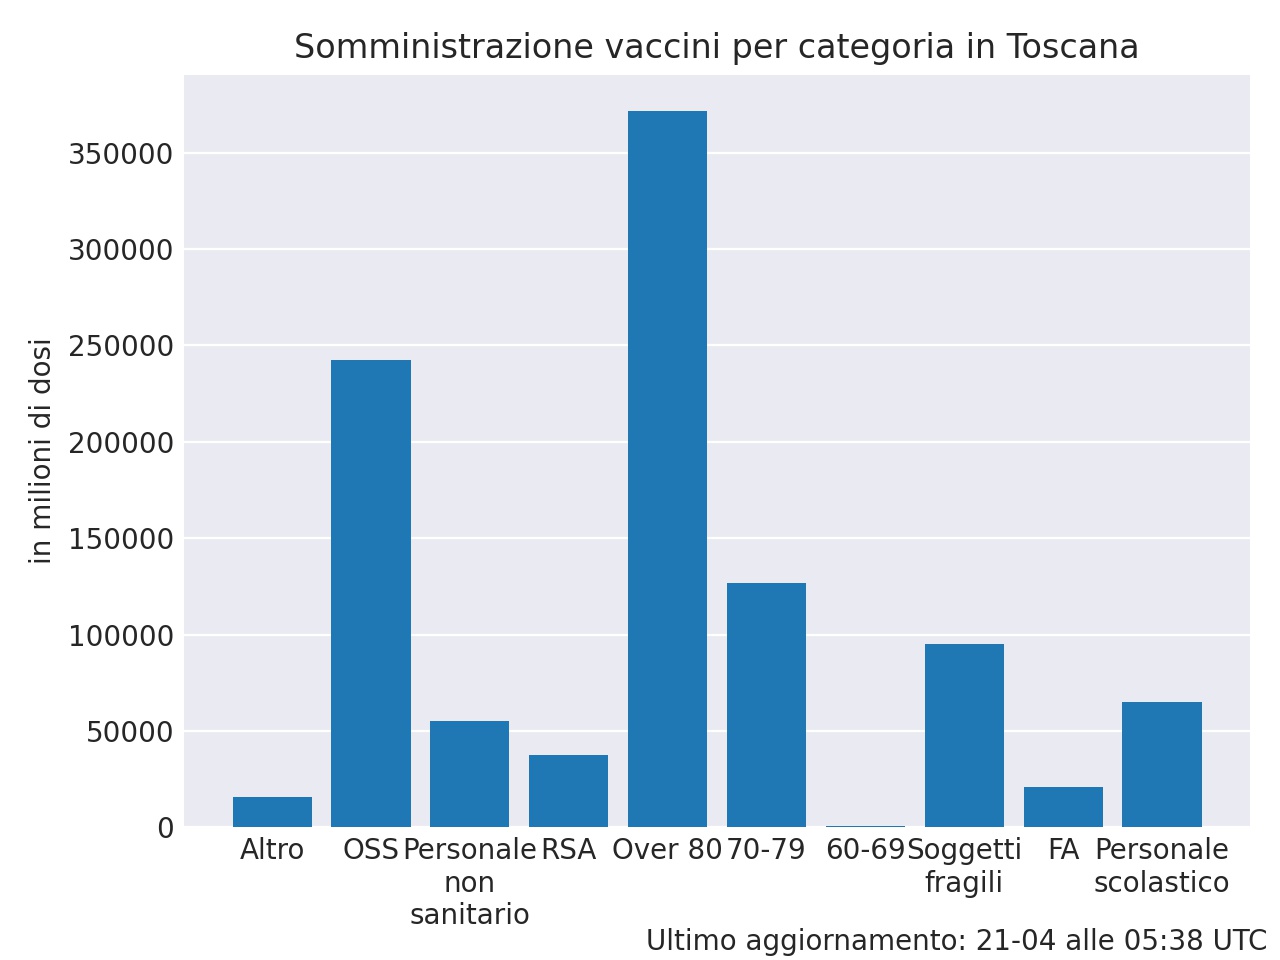 Somministrazione vaccini per categoria in Toscana
in milioni di dosi
350000
300000
250000
200000
150000
100000
50000
0
Altro
OSS
Personale
non
sanitario
RSA
Over 80
70-79
60-69
Soggetti
fragili
FA
Personale
scolastico
Ultimo aggiornamento: 21-04 alle 05:38 UTC